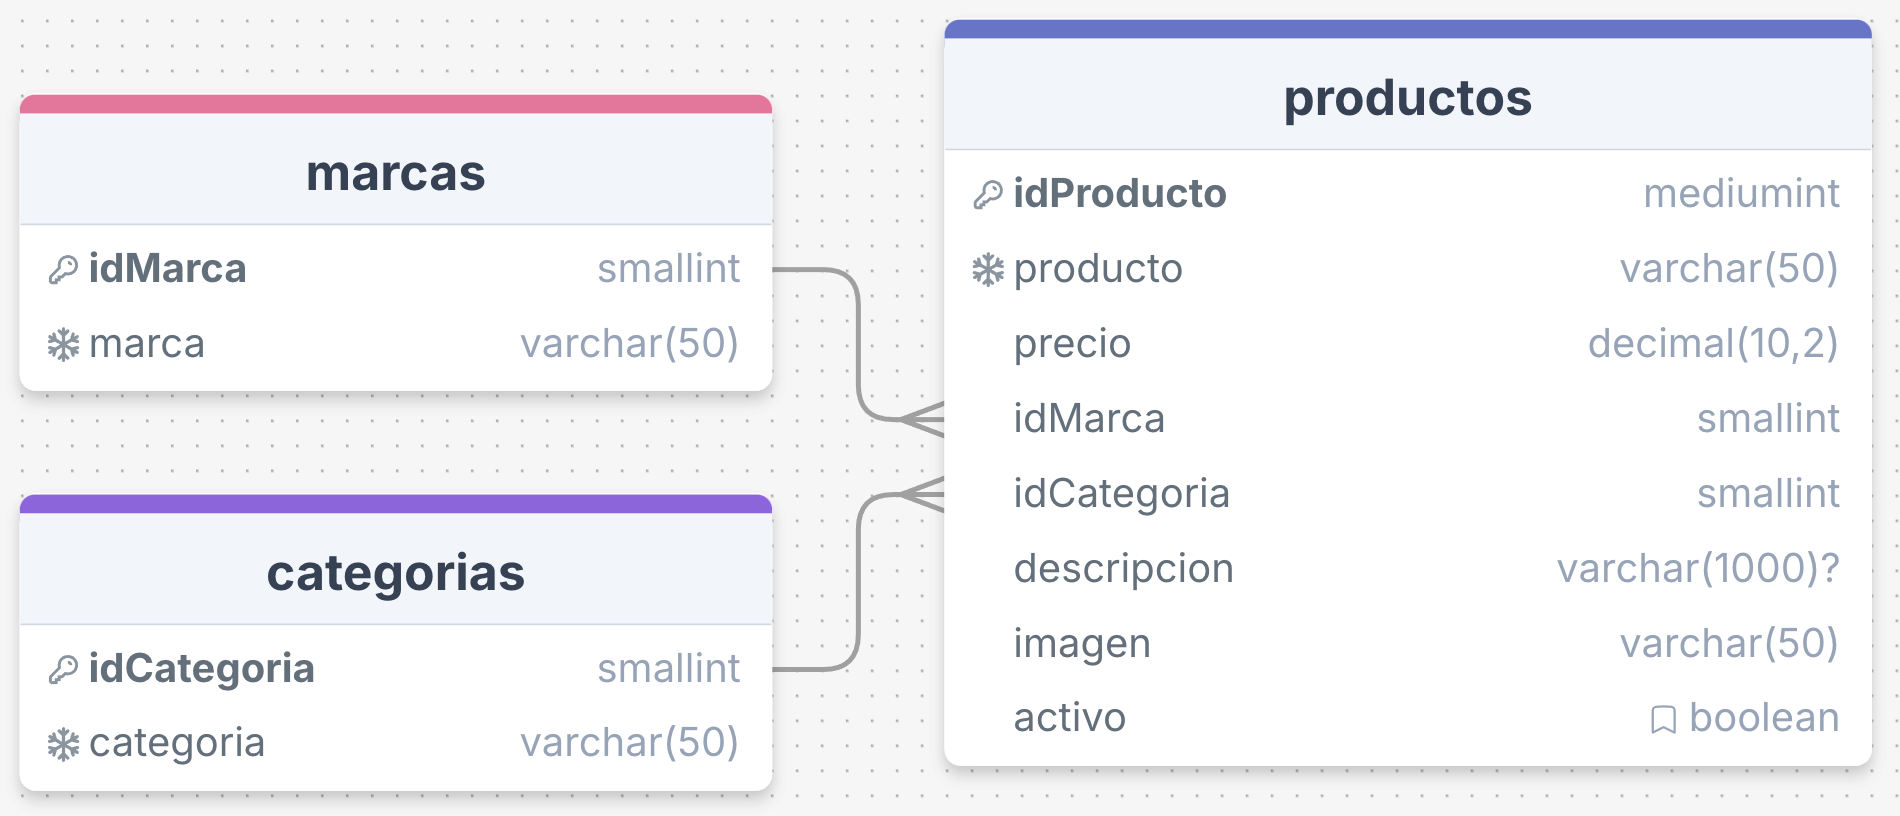 marcas
idMarca smallint
marca varchar(50)
categorias
idCategoria smallint
categoria varchar(50)
productos
idProducto mediumint
producto varchar(50)
precio decimal(10,2)
idMarca smallint
idCategoria smallint
descripcion varchar(1000)?
imagen varchar(50)
activo boolean